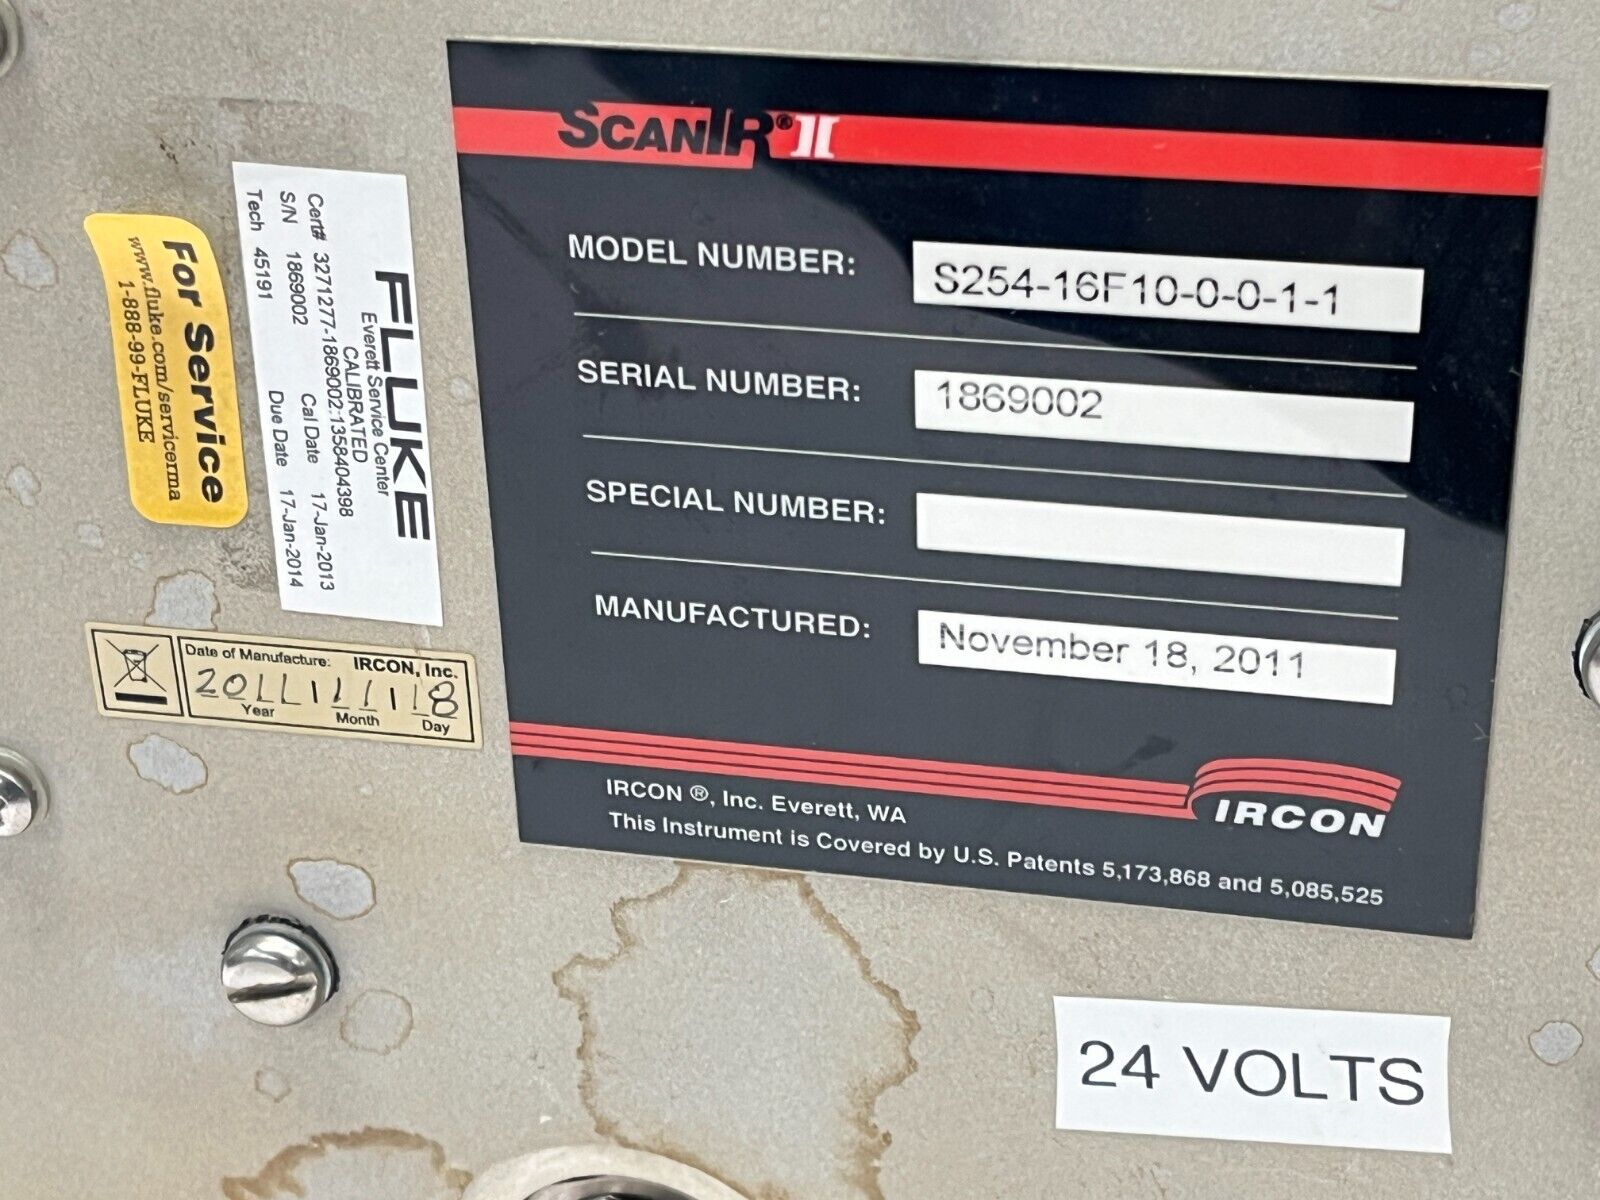 SCANIR® II
MODEL NUMBER: S254-16F10-0-0-1-1
SERIAL NUMBER: 1869002
SPECIAL NUMBER:
MANUFACTURED: November 18, 2011
IRCON
IRCON ®, Inc. Everett, WA
This Instrument is Covered by U.S. Patents 5,173,868 and 5,085,525
24 VOLTS
FLUKE
Everett Service Center
CALIBRATED
Cert# 3271277-1869002:1358404398
S/N 1869002 Cal Date 17-Jan-2013
Tech 45191 Due Date 17-Jan-2014
For Service
www.fluke.com/servicerma
1-888-99-FLUKE
Date of Manufacture: IRCON, Inc.
2011 11 18
Year Month Day